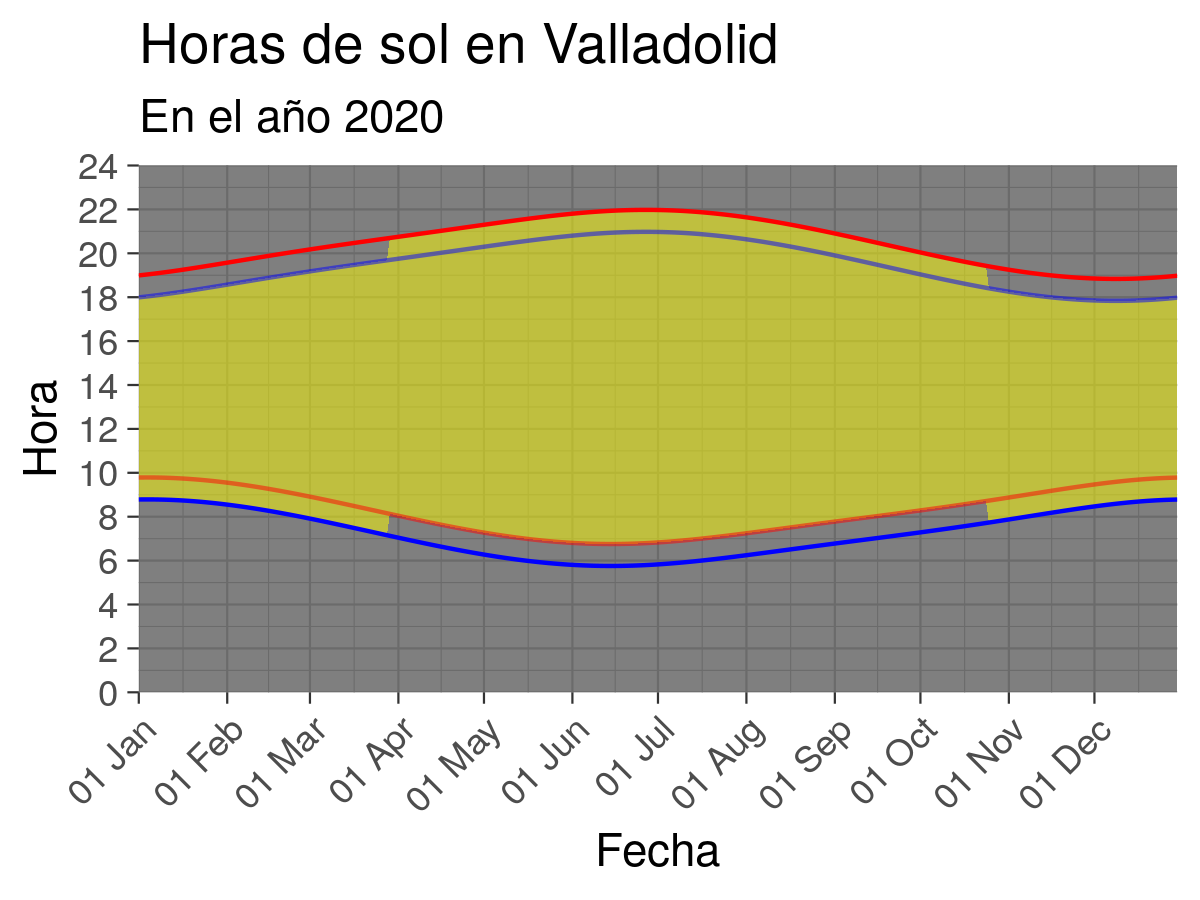 Horas de sol en Valladolid
En el año 2020
24
22
20
18
16
14
12
10
8
6
4
2
0
Hora
01 Jan
01 Feb
01 Mar
01 Apr
01 May
01 Jun
01 Jul
01 Aug
01 Sep
01 Oct
01 Nov
01 Dec
Fecha